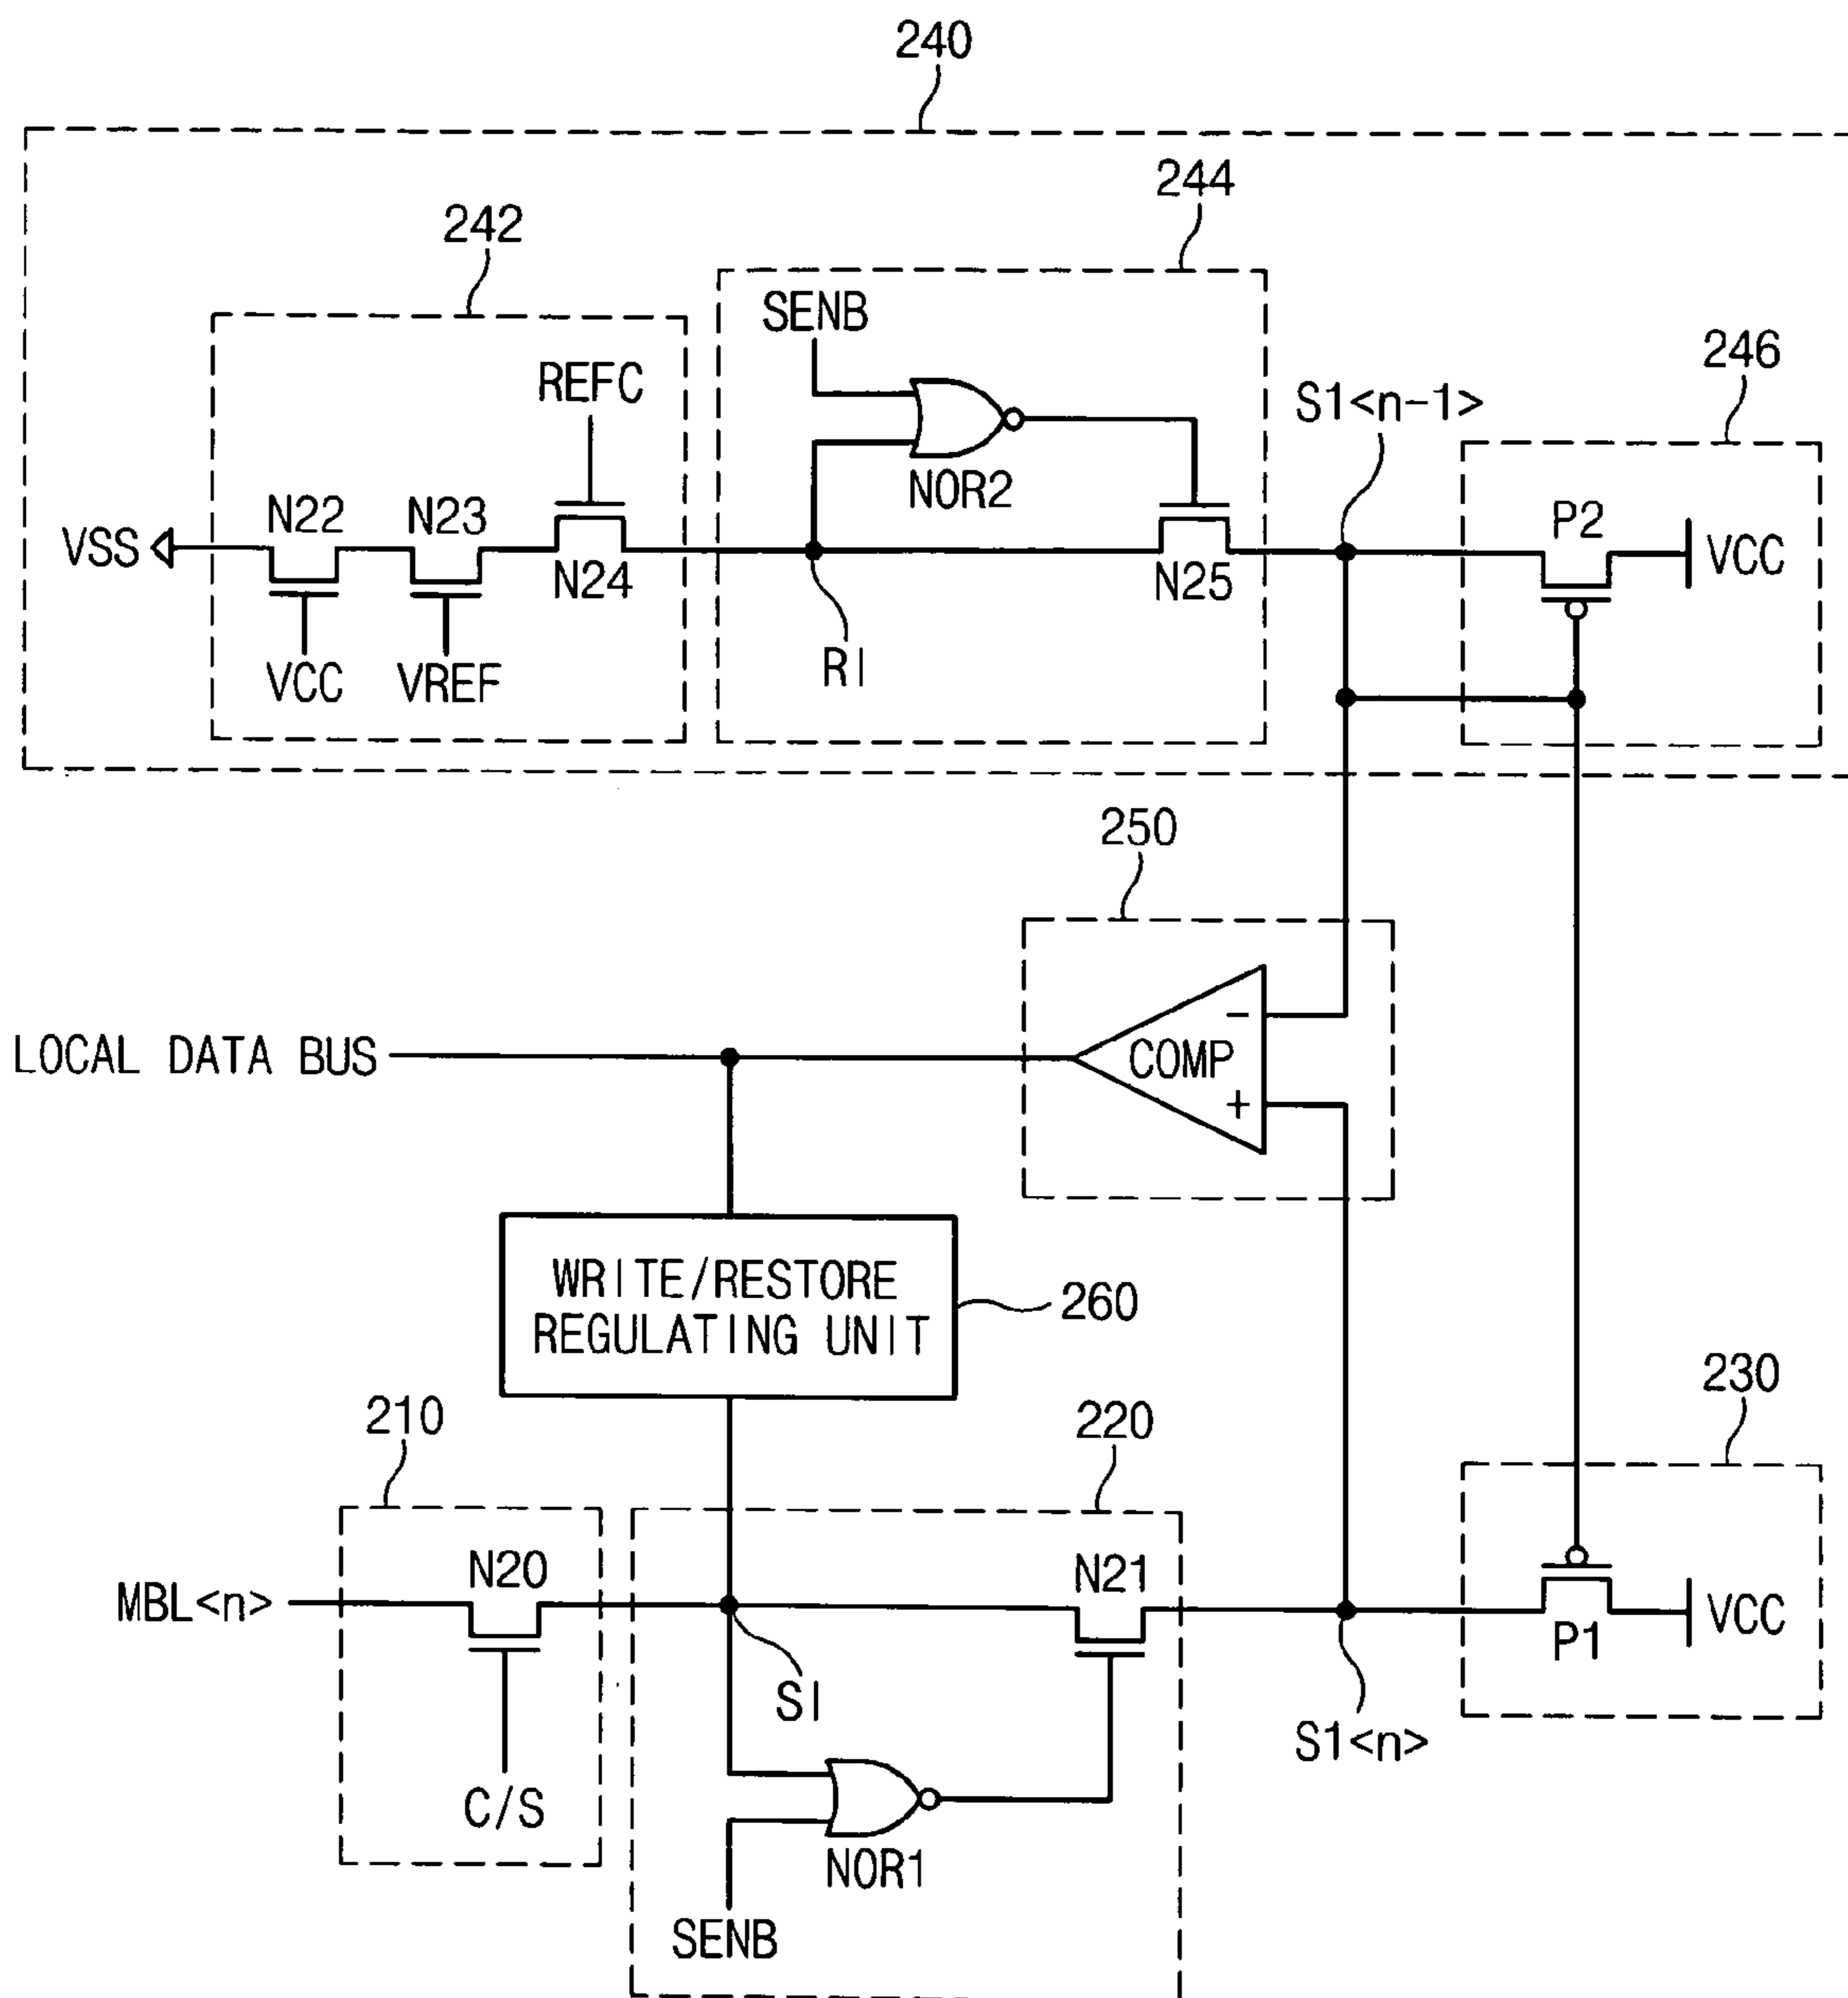 240
244
242
SENB
246
REFC
S1<n-1>
NOR2
N22
N23
P2
VSS
VCC
N24
N25
RI
VCC
VREF
250
LOCAL DATA BUS
-
COMP
+
WRITE/RESTORE
REGULATING UNIT
260
230
210
220
N20
N21
MBL<n>
VCC
P1
SI
S1<n>
C/S
NOR1
SENB